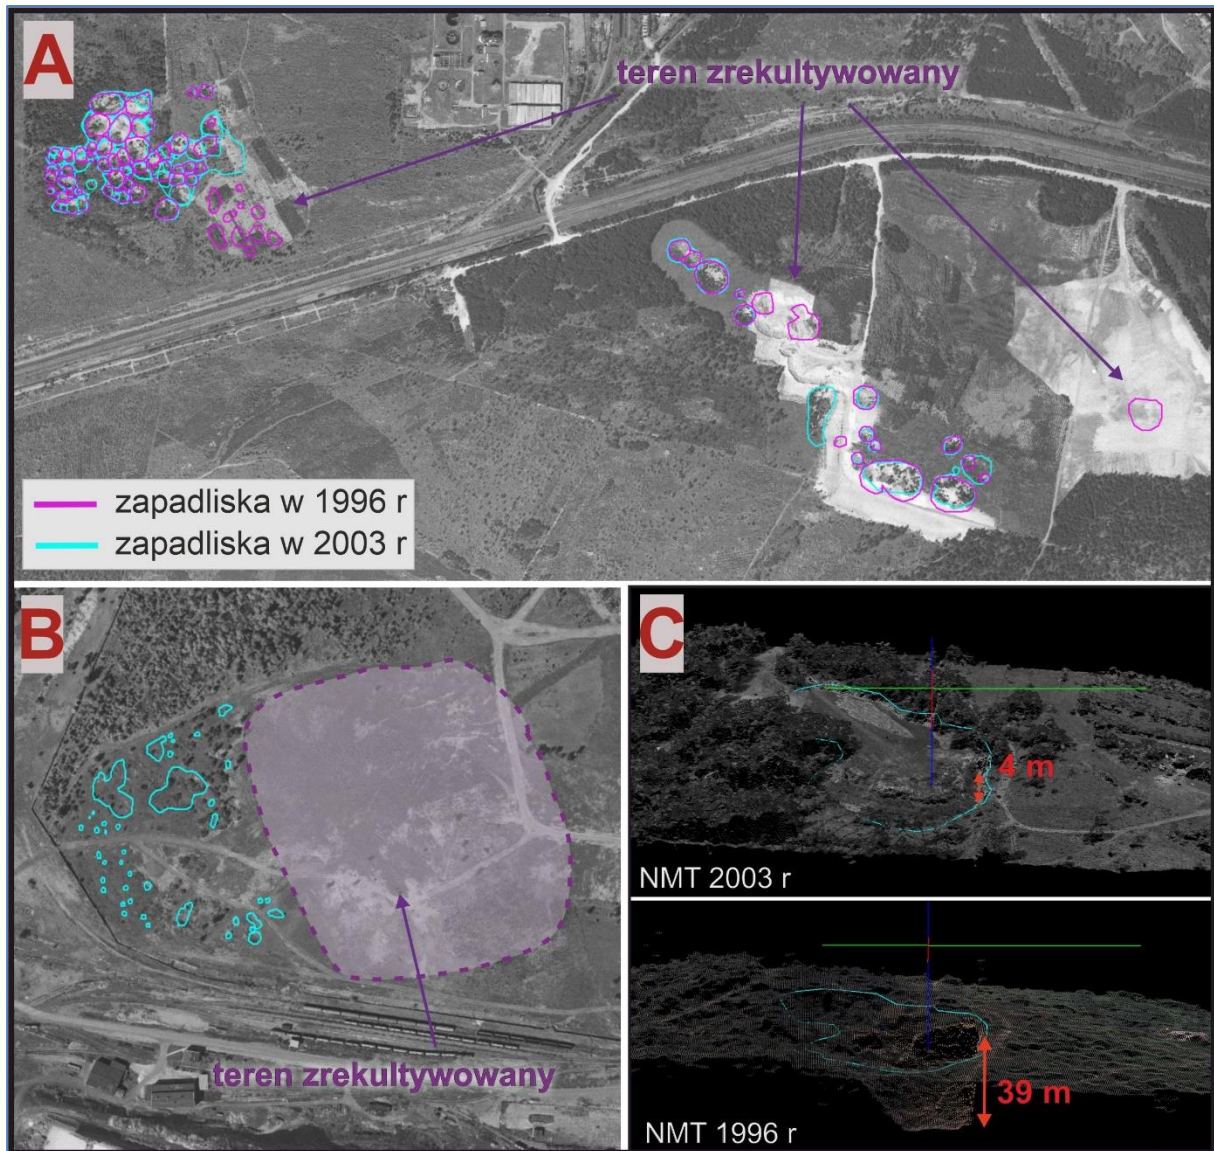 A
teren zrekultywowany
zapadliska w 1996 r
zapadliska w 2003 r
B
teren zrekultywowany
C
4 m
NMT 2003 r
39 m
NMT 1996 r